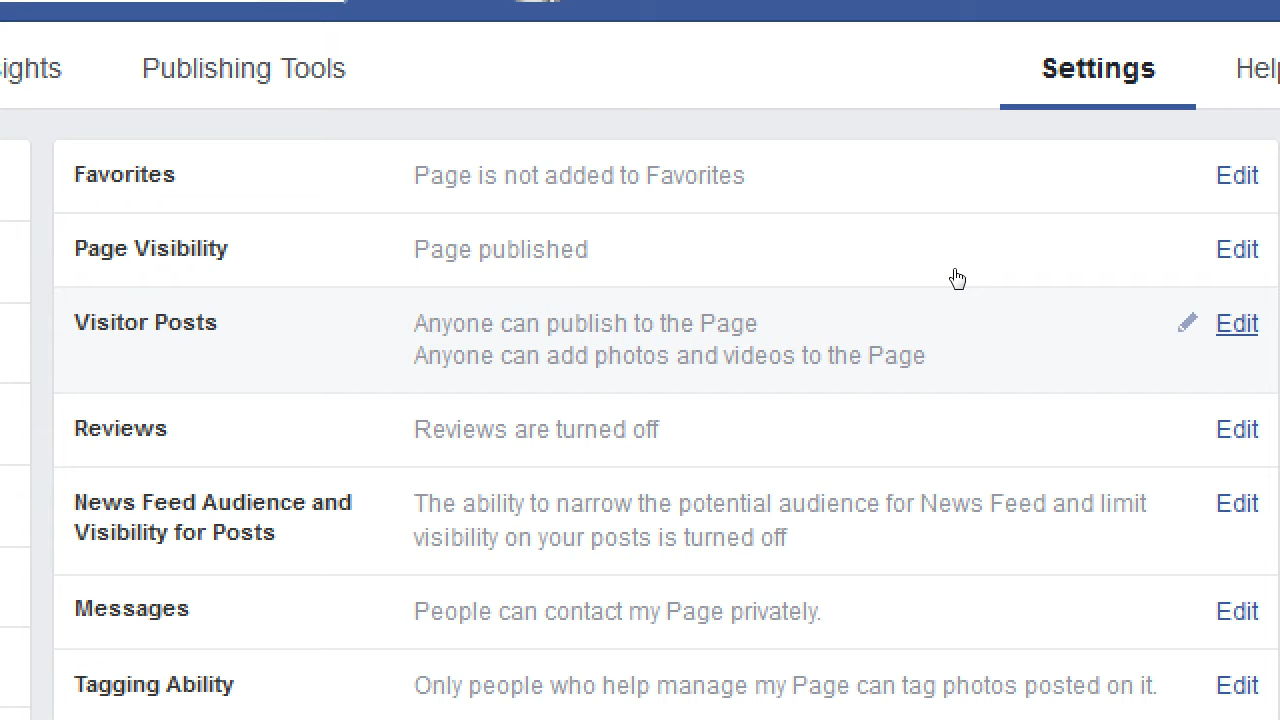 Publishing Tools
Settings
Favorites
Page is not added to Favorites
Edit
Page Visibility
Page published
Edit
Visitor Posts
Anyone can publish to the Page
Anyone can add photos and videos to the Page
Edit
Reviews
Reviews are turned off
Edit
News Feed Audience and
Visibility for Posts
The ability to narrow the potential audience for News Feed and limit
visibility on your posts is turned off
Edit
Messages
People can contact my Page privately.
Edit
Tagging Ability
Only people who help manage my Page can tag photos posted on it.
Edit